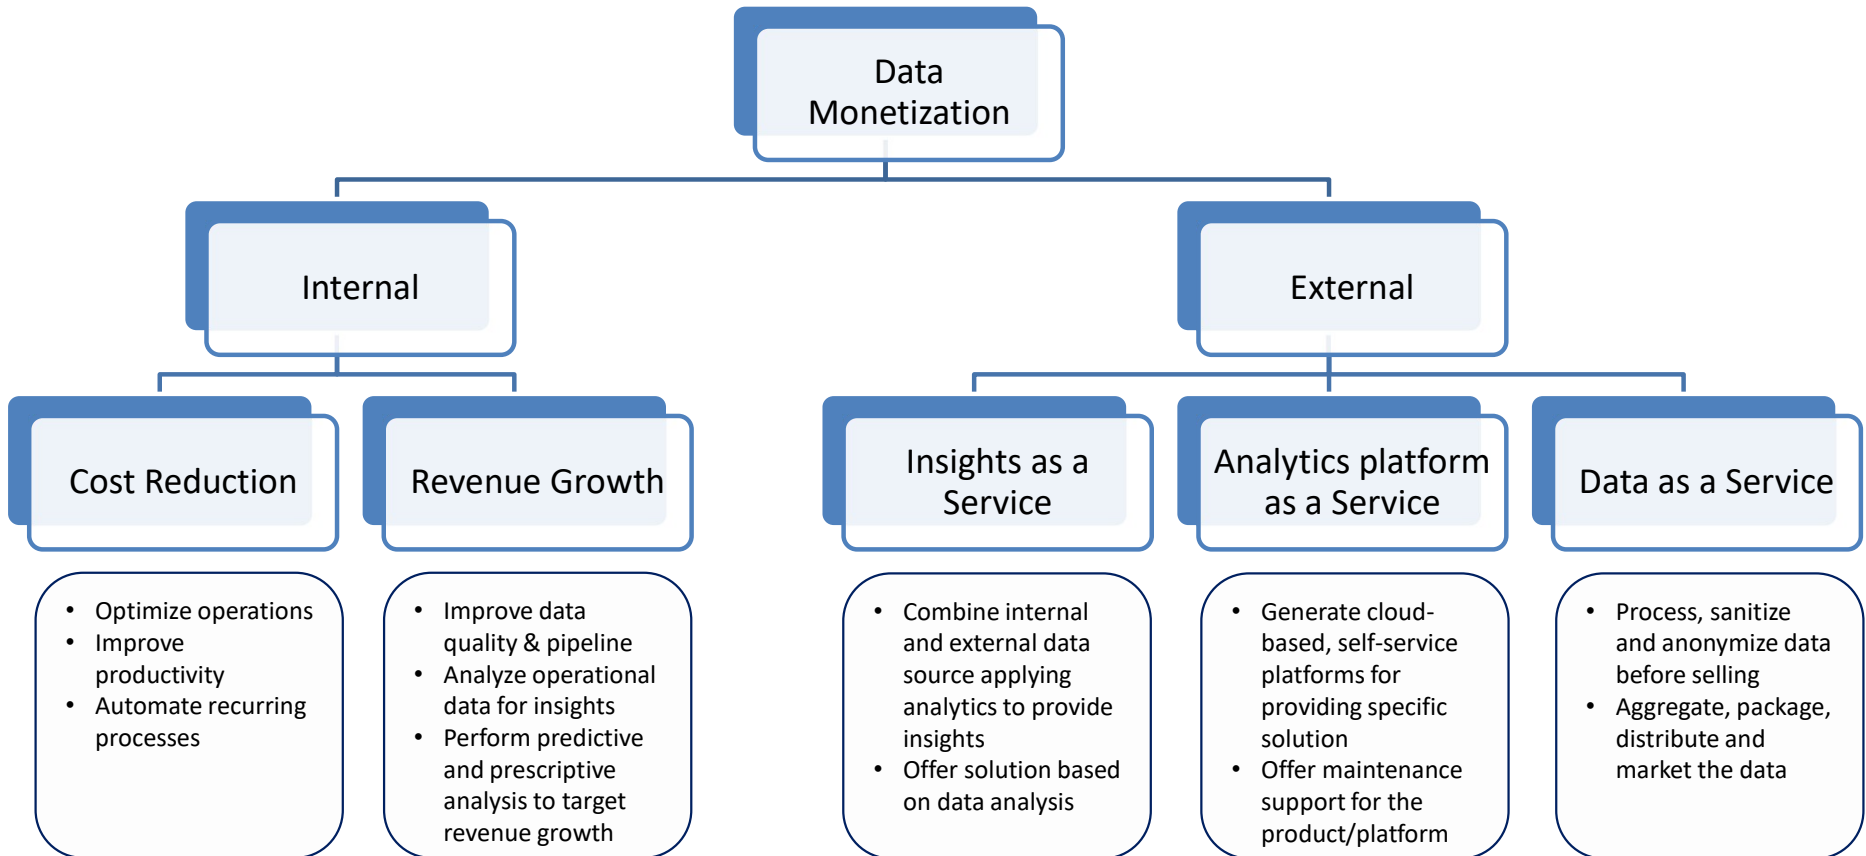 Data
Monetization
Internal
External
Cost Reduction
Revenue Growth
Insights as a
Service
Analytics platform
as a Service
Data as a Service
• Optimize operations
• Improve
productivity
• Automate recurring
processes
• Improve data
quality & pipeline
• Analyze operational
data for insights
• Perform predictive
and prescriptive
analysis to target
revenue growth
• Combine internal
and external data
source applying
analytics to provide
insights
• Offer solution based
on data analysis
• Generate cloud-
based, self-service
platforms for
providing specific
solution
• Offer maintenance
support for the
product/platform
• Process, sanitize
and anonymize data
before selling
• Aggregate, package,
distribute and
market the data